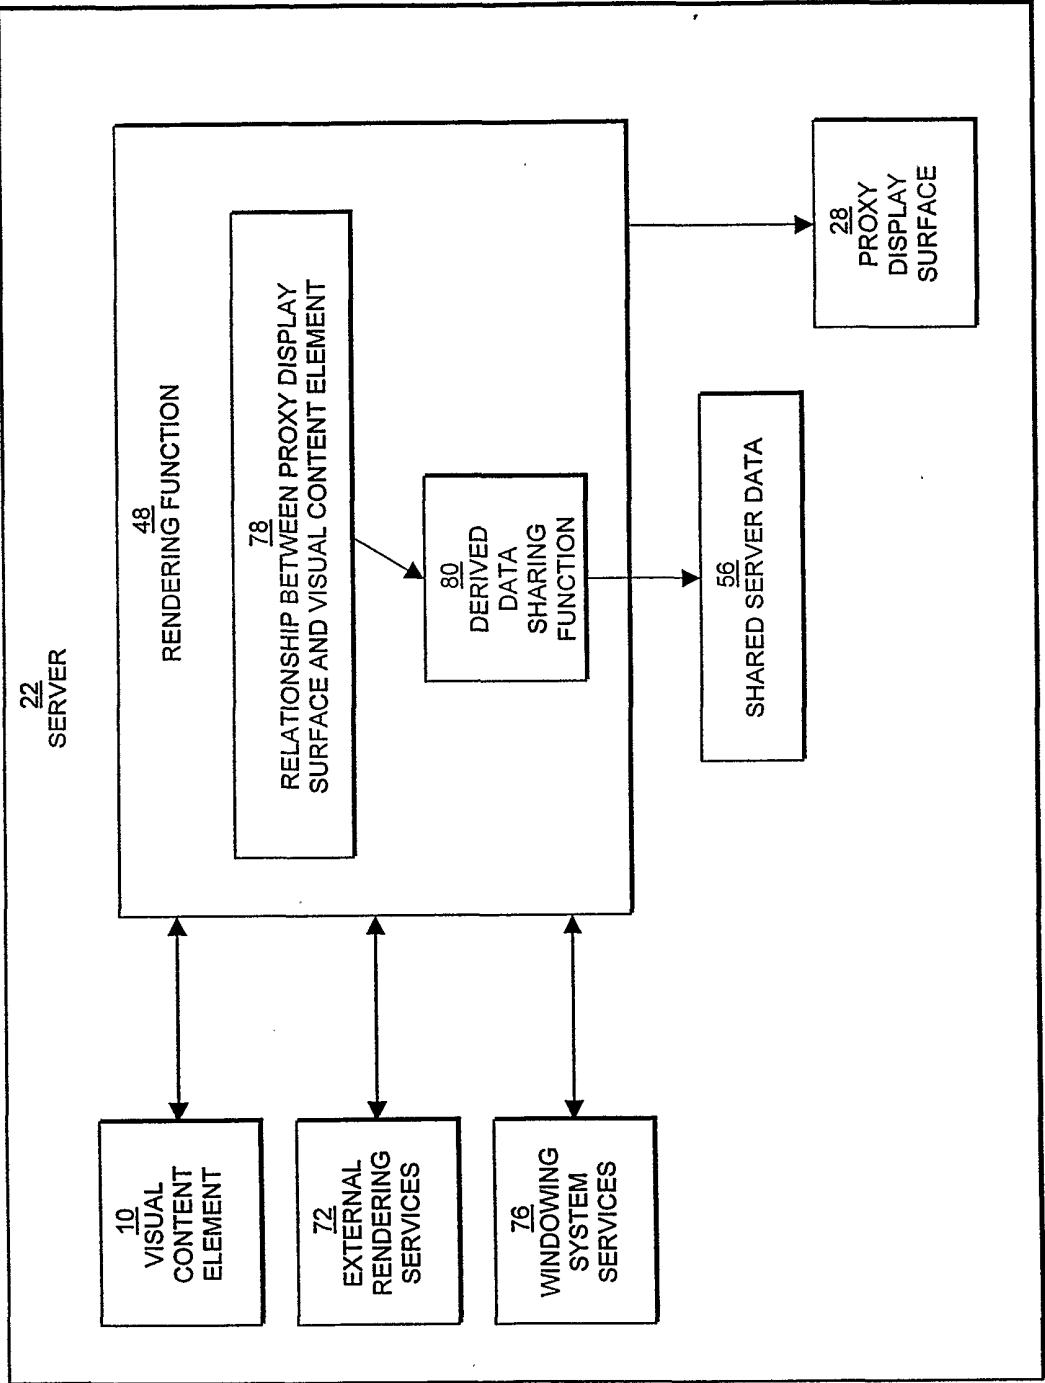 22
SERVER
10
VISUAL
CONTENT
ELEMENT
72
EXTERNAL
RENDERING
SERVICES
76
WINDOWING
SYSTEM
SERVICES
48
RENDERING FUNCTION
78
RELATIONSHIP BETWEEN PROXY DISPLAY
SURFACE AND VISUAL CONTENT ELEMENT
80
DERIVED
DATA
SHARING
FUNCTION
56
SHARED SERVER DATA
28
PROXY
DISPLAY
SURFACE